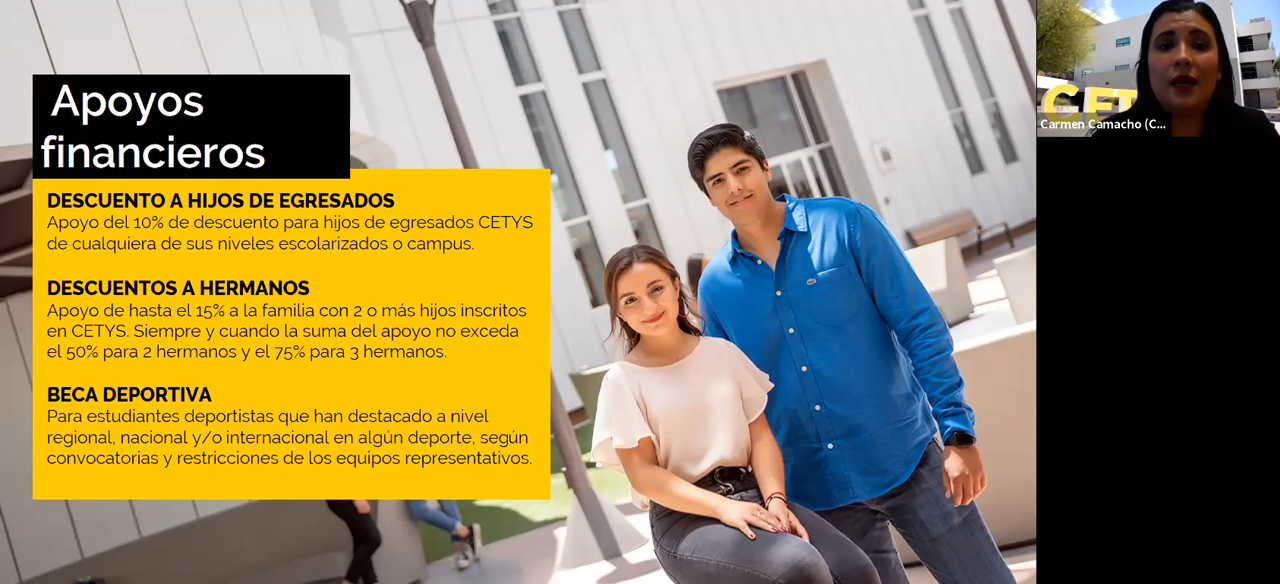 Apoyos
financieros
DESCUENTO A HIJOS DE EGRESADOS
Apoyo del 10% de descuento para hijos de egresados CETYS
de cualquiera de sus niveles escolarizados o campus.
DESCUENTOS A HERMANOS
Apoyo de hasta el 15% a la familia con 2 o más hijos inscritos
en CETYS. Siempre y cuando la suma del apoyo no exceda
el 50% para 2 hermanos y el 75% para 3 hermanos.
BECA DEPORTIVA
Para estudiantes deportistas que han destacado a nivel
regional, nacional y/o internacional en algún deporte, según
convocatorias y restricciones de los equipos representativos.
CET
Carmen Camacho (C...